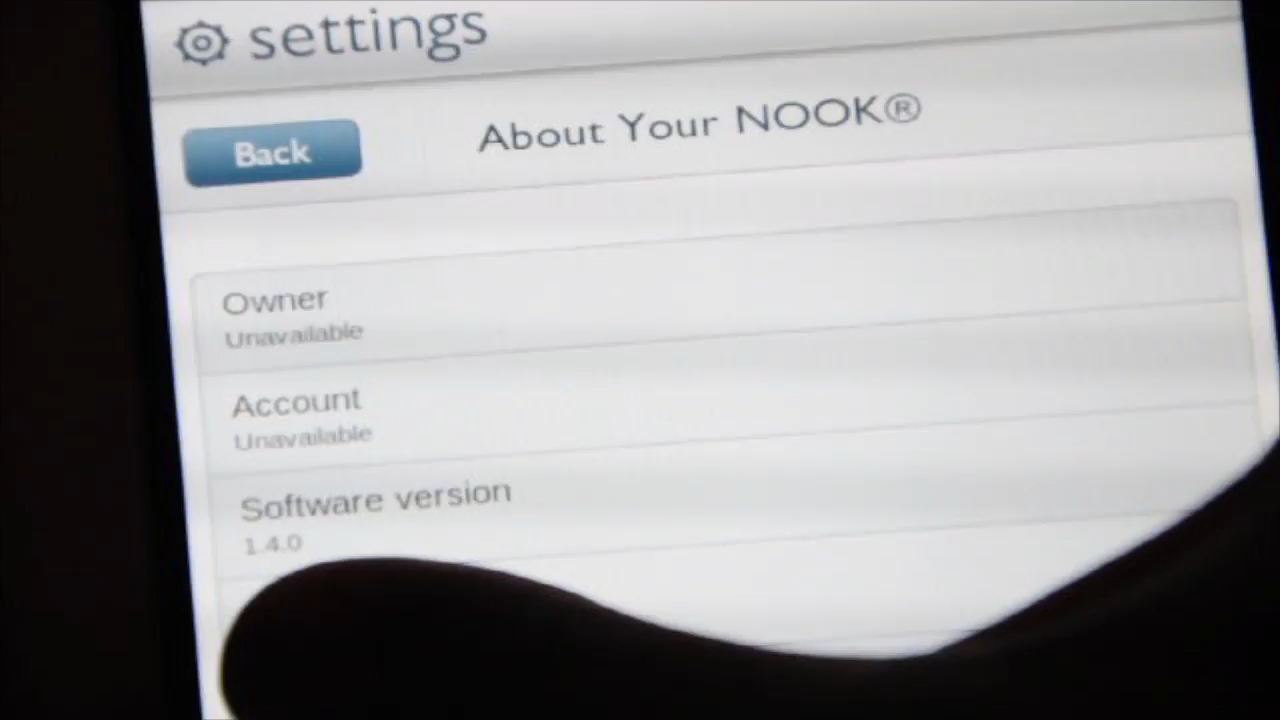 settings
Back
About Your NOOK®
Owner
Unavailable
Account
Unavailable
Software version
1.4.0